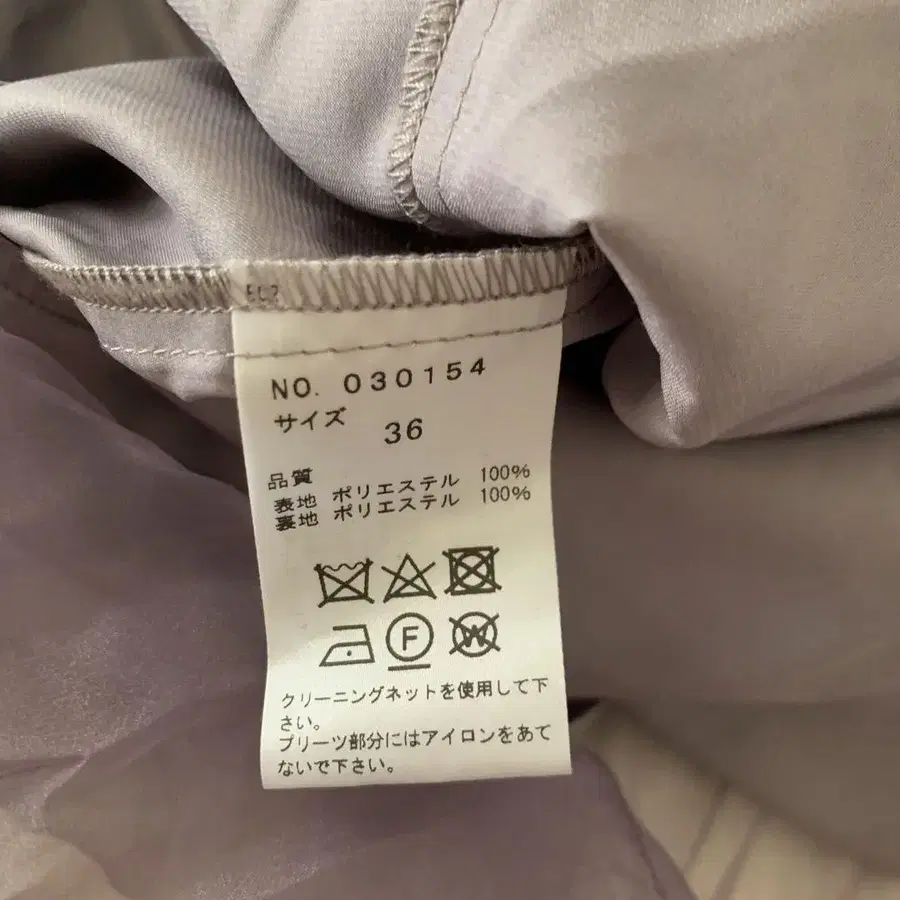 NO. 030154
サイズ 36
品質
表地 ポリエステル 100%
裏地 ポリエステル 100%
F W
クリーニングネットを使用して下
さい。
プリーツ部分にはアイロンをあて
ないで下さい。